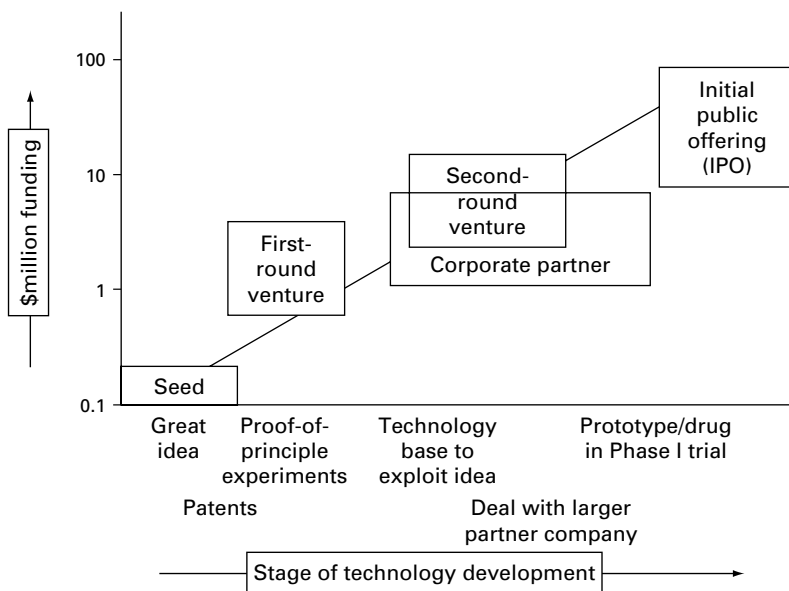 100
10
1
0.1
$million funding
Seed
First-
round
venture
Second-
round
venture
Corporate partner
Initial
public
offering
(IPO)
Great
idea
Proof-of-
principle
experiments
Technology
base to
exploit idea
Prototype/drug
in Phase I trial
Patents
Deal with larger
partner company
Stage of technology development